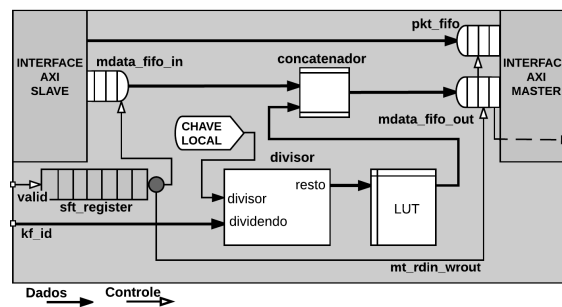 pkt_fifo
INTERFACE
AXI
SLAVE
mdata_fifo_in
concatenador
INTERFAC
AXI
MASTER
mdata_fifo_out
CHAVE
LOCAL
divisor
resto
divisor
dividendo
LUT
valid
sft_register
kf_id
mt_rdin_wrout
Dados
Controle